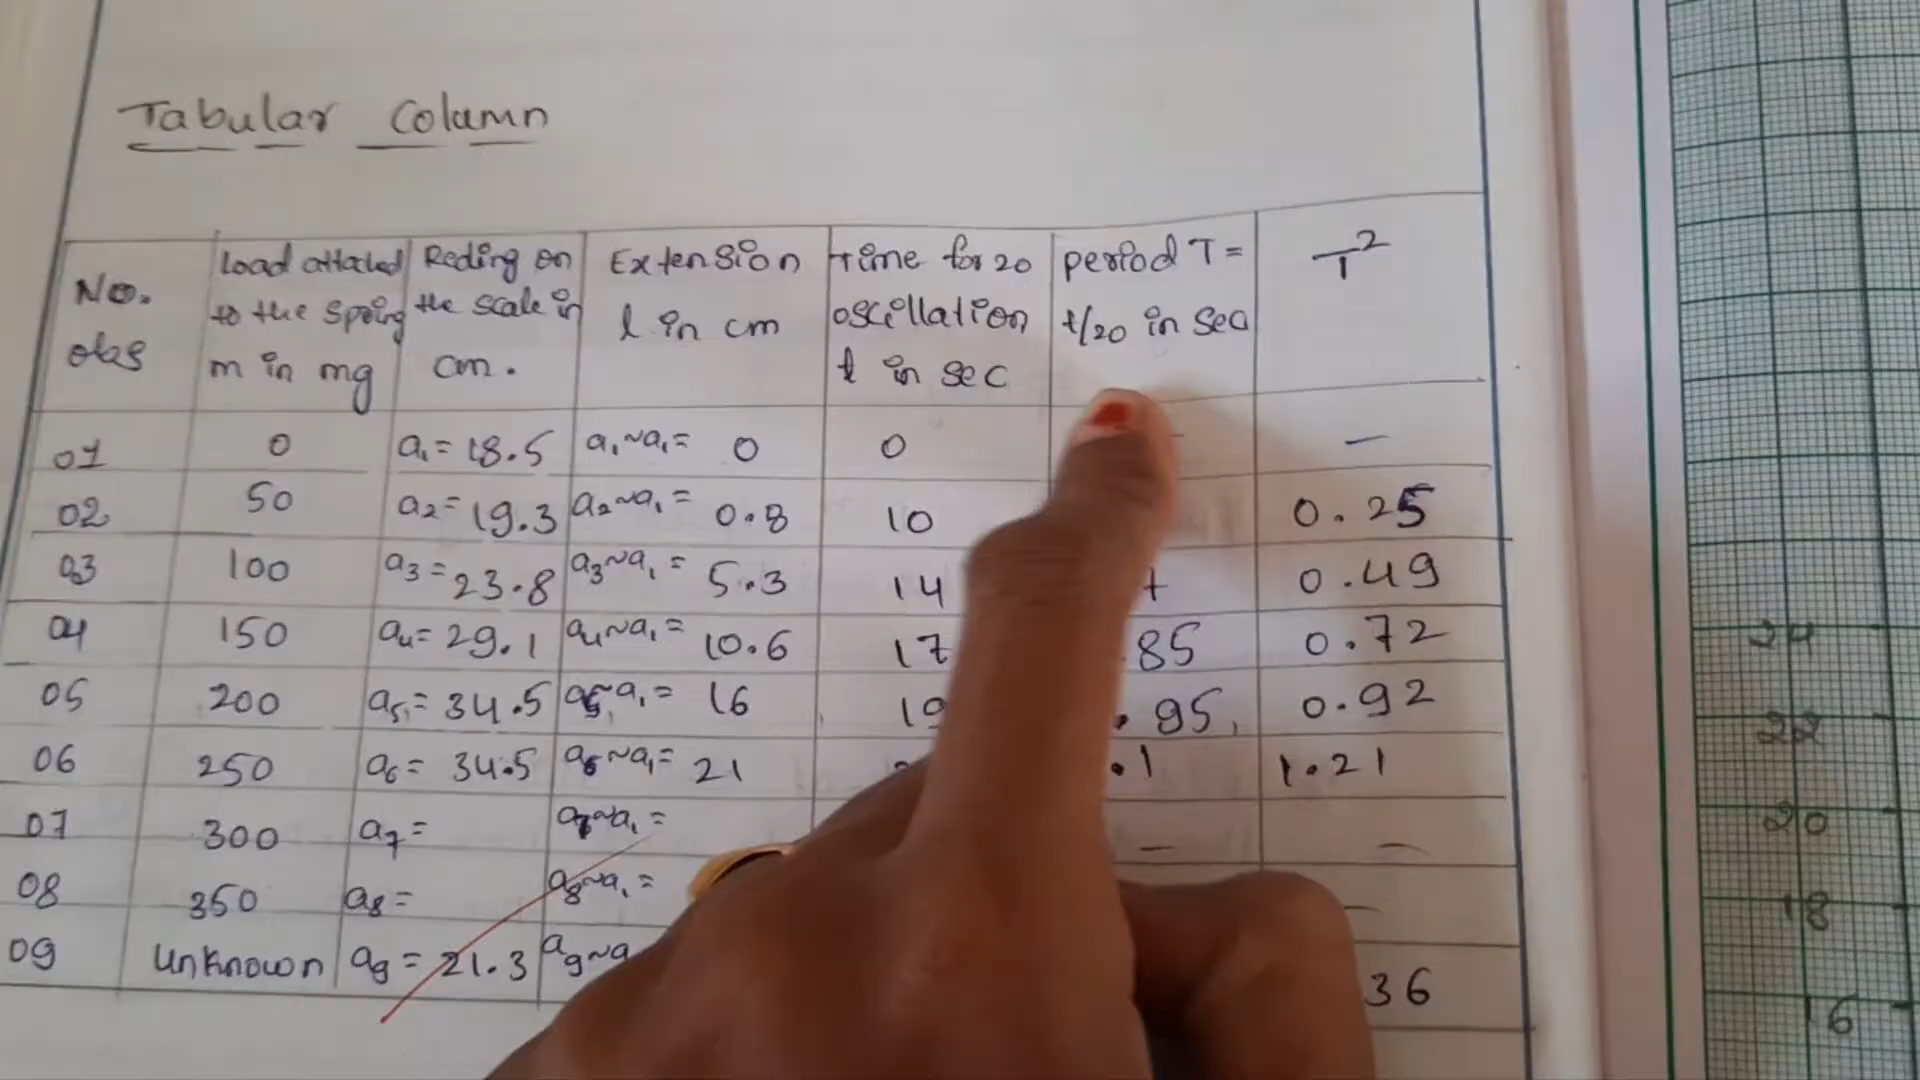 Tabular Column
No. obs | Load attached to the Spring m in mg | Reding on the scale in cm. | Extension l in cm | time for 20 oscillation t in sec | period T = t/20 in sec | T²
01 | 0 | a₁= 18.5 | a₁~a₁= 0 | 0 | – | –
02 | 50 | a₂= 19.3 | a₂~a₁= 0.8 | 10 | 0.25
03 | 100 | a₃= 23.8 | a₃~a₁= 5.3 | 14 | 0.49
04 | 150 | a₄= 29.1 | a₄~a₁= 10.6 | 17 | .85 | 0.72
05 | 200 | a₅= 34.5 | a₅~a₁= 16 | 19 | .95 | 0.92
06 | 250 | a₆= 34.5 | a₆~a₁= 21 | .1 | 1.21
07 | 300 | a₇= | a₇~a₁= | – | –
08 | 350 | a₈= | a₈~a₁= | –
09 | unknown | a₉= 21.3 | a₉~a | 36
24
22
20
18
16